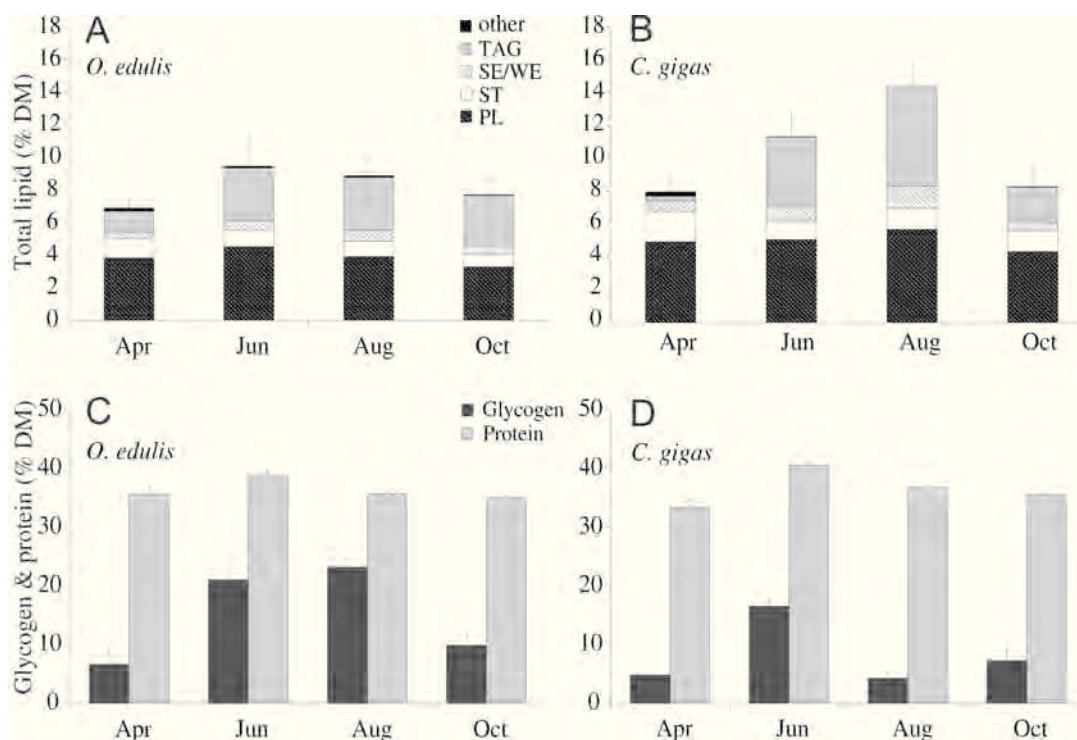 Total lipid (% DM)
18
16
14
12
10
8
6
4
2
0
A
O. edulis
other
TAG
SE/WE
ST
PL
Apr Jun Aug Oct
18
16
14
12
10
8
6
4
2
0
B
C. gigas
Apr Jun Aug Oct
Glycogen & protein (% DM)
50
40
30
20
10
0
C
O. edulis
Glycogen
Protein
Apr Jun Aug Oct
50
40
30
20
10
0
D
C. gigas
Apr Jun Aug Oct